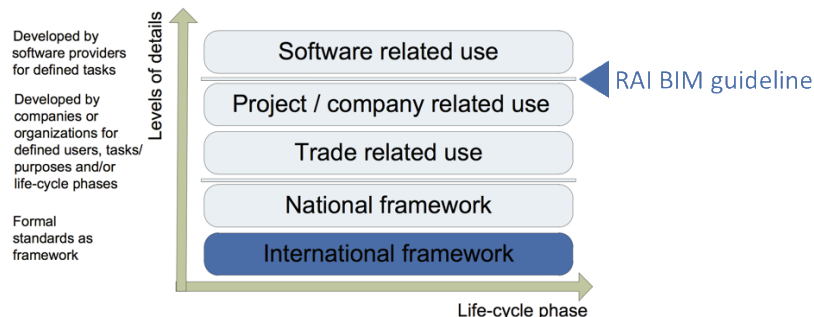 Developed by
software providers
for defined tasks
Developed by
companies or
organizations for
defined users, tasks/
purposes and/or
life-cycle phases
Formal
standards as
framework
Levels of details
Software related use
Project / company related use
Trade related use
National framework
International framework
RAI BIM guideline
Life-cycle phase